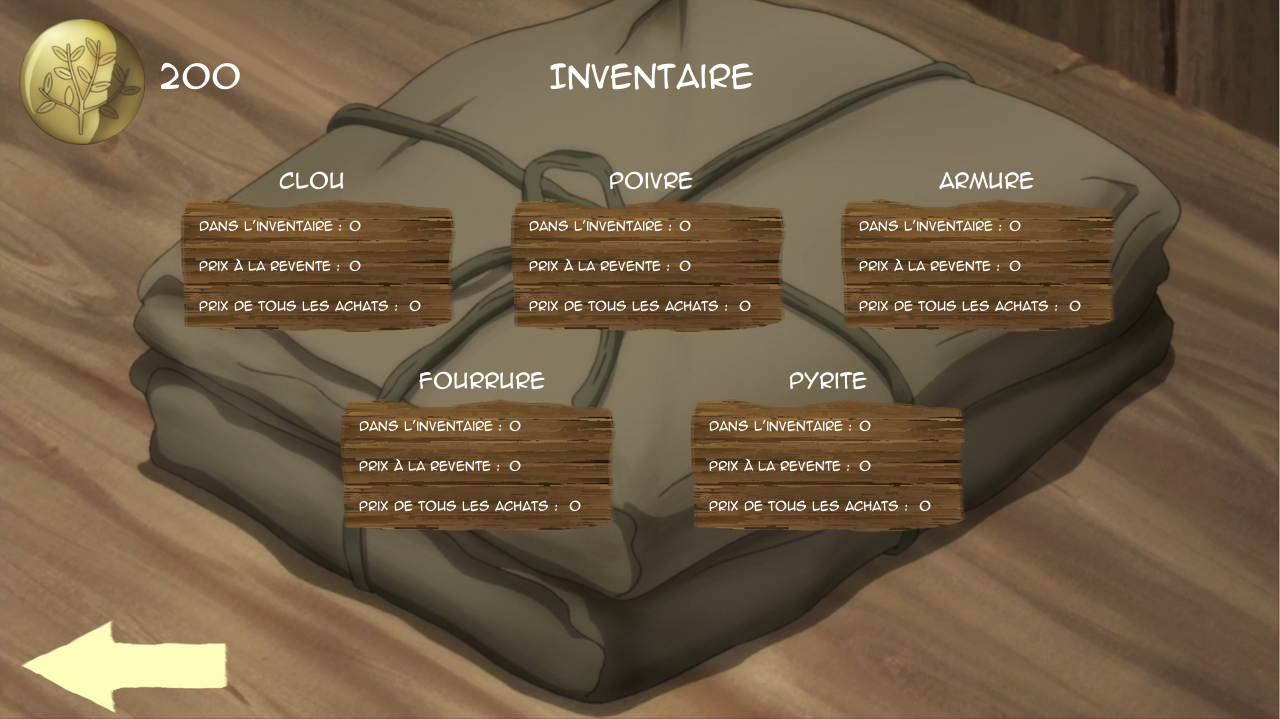 200
INVENTAIRE
CLOU
DANS L'INVENTAIRE : 0
PRIX À LA REVENTE : 0
PRIX DE TOUS LES ACHATS : 0
POIVRE
DANS L'INVENTAIRE : 0
PRIX À LA REVENTE : 0
PRIX DE TOUS LES ACHATS : 0
ARMURE
DANS L'INVENTAIRE : 0
PRIX À LA REVENTE : 0
PRIX DE TOUS LES ACHATS : 0
FOURRURE
DANS L'INVENTAIRE : 0
PRIX À LA REVENTE : 0
PRIX DE TOUS LES ACHATS : 0
PYRITE
DANS L'INVENTAIRE : 0
PRIX À LA REVENTE : 0
PRIX DE TOUS LES ACHATS : 0